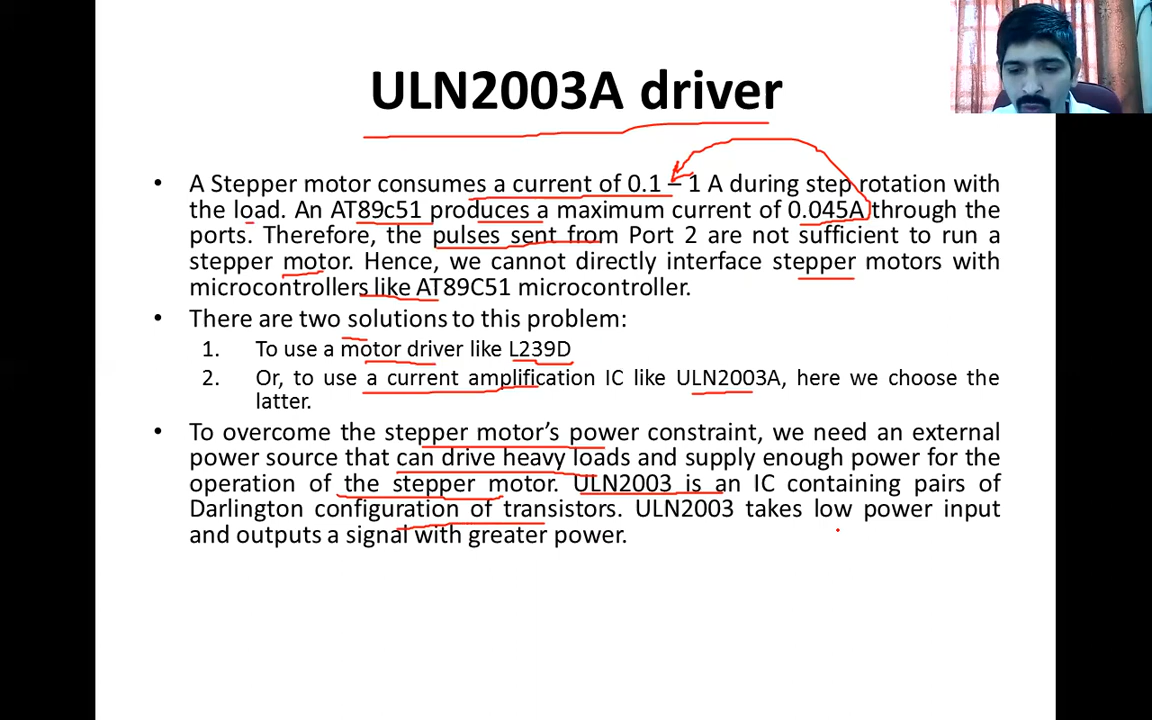 ULN2003A driver
• A Stepper motor consumes a current of 0.1 – 1 A during step rotation with
the load. An AT89c51 produces a maximum current of 0.045A through the
ports. Therefore, the pulses sent from Port 2 are not sufficient to run a
stepper motor. Hence, we cannot directly interface stepper motors with
microcontrollers like AT89C51 microcontroller.
• There are two solutions to this problem:
1. To use a motor driver like L239D
2. Or, to use a current amplification IC like ULN2003A, here we choose the
latter.
• To overcome the stepper motor’s power constraint, we need an external
power source that can drive heavy loads and supply enough power for the
operation of the stepper motor. ULN2003 is an IC containing pairs of
Darlington configuration of transistors. ULN2003 takes low power input
and outputs a signal with greater power.